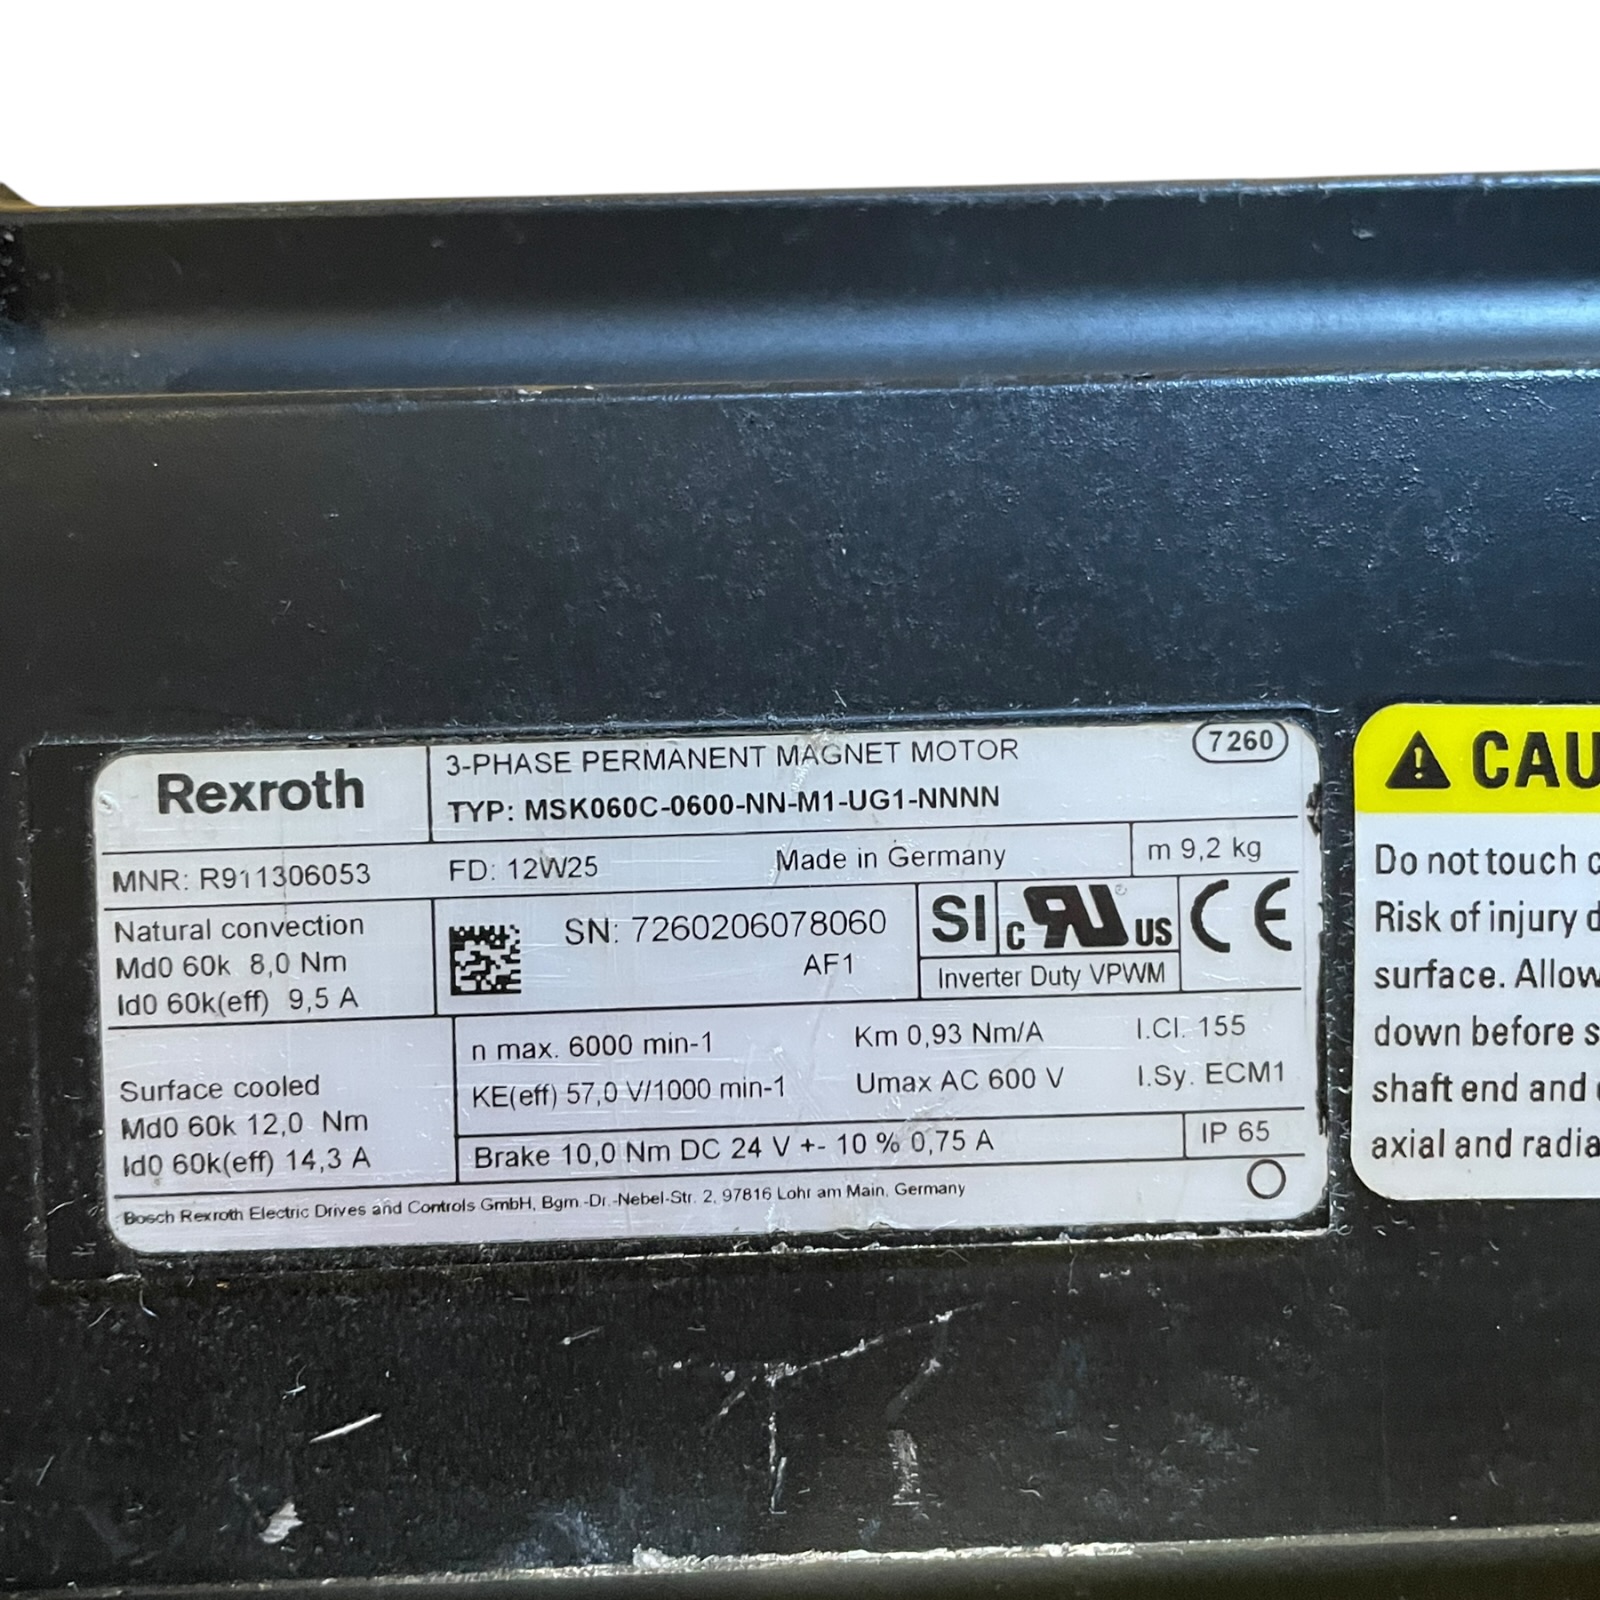 Rexroth
3-PHASE PERMANENT MAGNET MOTOR
7260
TYP: MSK060C-0600-NN-M1-UG1-NNNN
MNR: R911306053
FD: 12W25
Made in Germany
m 9,2 kg
Natural convection
Md0 60k 8,0 Nm
Id0 60k(eff) 9,5 A
SN: 7260206078060
AF1
SI
c RU US
CE
Inverter Duty VPWM
Surface cooled
Md0 60k 12,0 Nm
Id0 60k(eff) 14,3 A
n max. 6000 min-1
Km 0,93 Nm/A
I.Cl. 155
KE(eff) 57,0 V/1000 min-1
Umax AC 600 V
I.Sy. ECM1
Brake 10,0 Nm DC 24 V +- 10 % 0,75 A
IP 65
Bosch Rexroth Electric Drives and Controls GmbH, Bgm.-Dr.-Nebel-Str. 2, 97816 Lohr am Main, Germany
CAU
Do not touch
Risk of injury
surface. Allow
down before
shaft end and
axial and radia